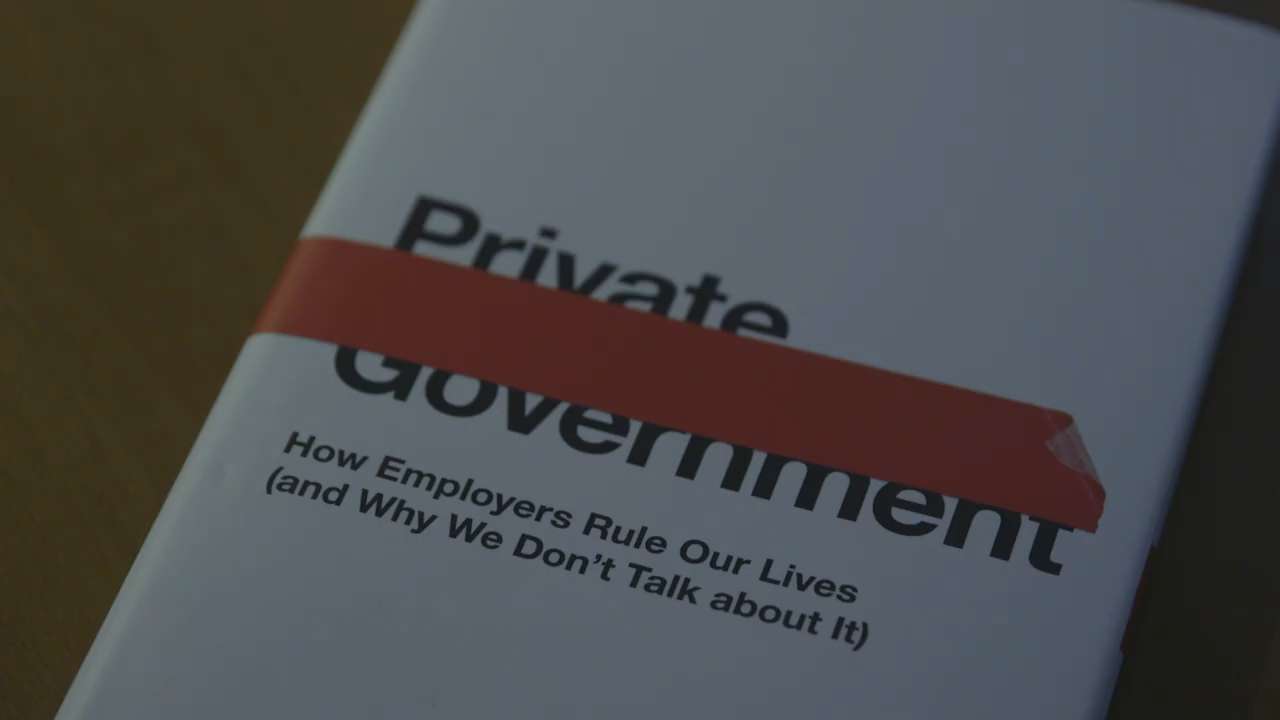 Private
Government
How Employers Rule Our Lives
(and Why We Don't Talk about It)